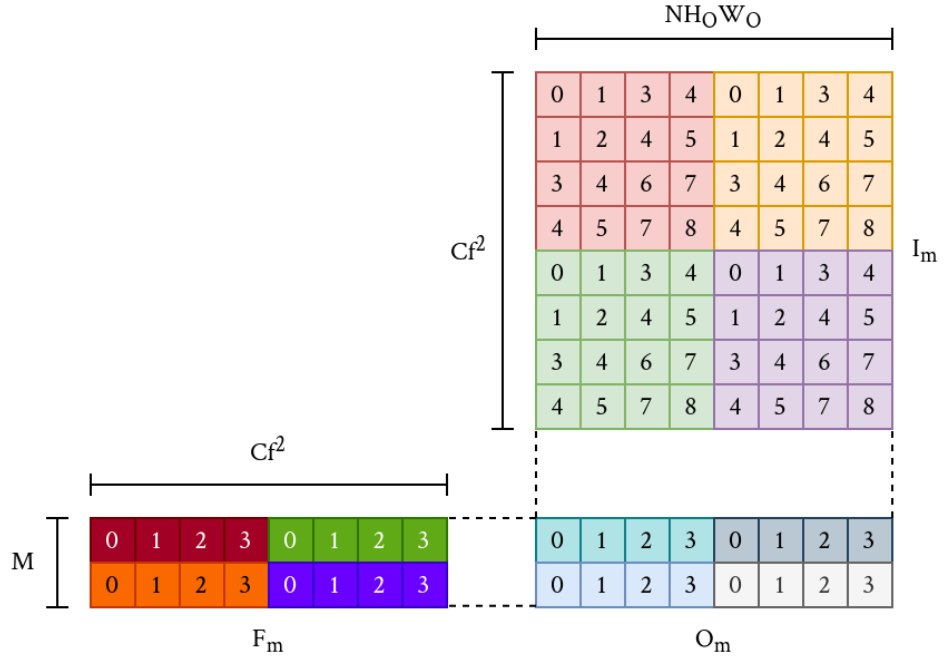 NH_O W_O
0 1 3 4 0 1 3 4
1 2 4 5 1 2 4 5
3 4 6 7 3 4 6 7
4 5 7 8 4 5 7 8
Cf²
I_m
0 1 3 4 0 1 3 4
1 2 4 5 1 2 4 5
3 4 6 7 3 4 6 7
4 5 7 8 4 5 7 8
Cf²
M
0 1 2 3 0 1 2 3
0 1 2 3 0 1 2 3
0 1 2 3 0 1 2 3
0 1 2 3 0 1 2 3
F_m
O_m